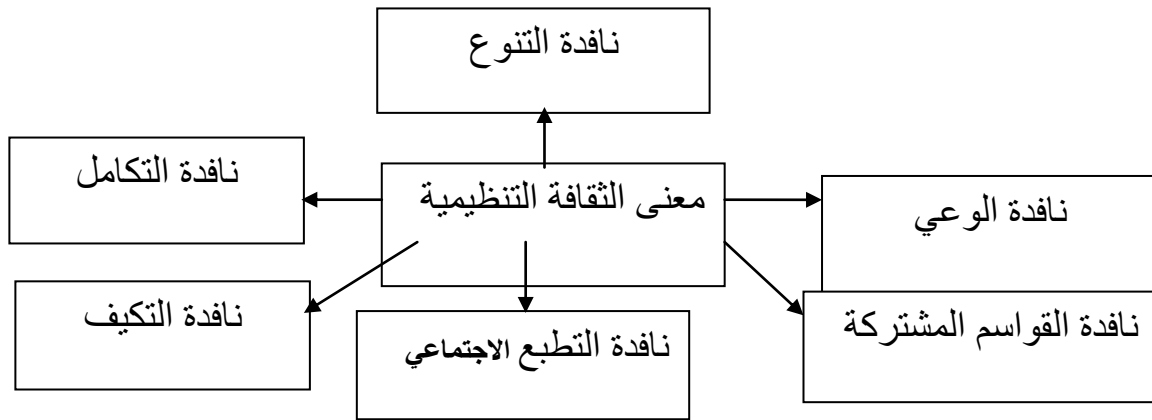 نافدة التنوع
نافدة التكامل
معنى الثقافة التنظيمية
نافدة الوعي
نافدة التكيف
نافدة التطبع الاجتماعي
نافدة القواسم المشتركة